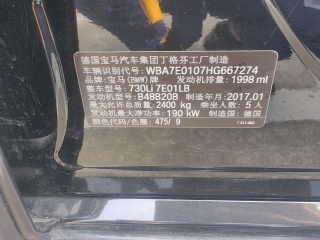 德国宝马汽车集团丁格芬工厂制造
车辆识别代号：WBA7E0107HG667274
品牌：宝马(BMW)牌 发动机排量：1998 ml
整车型号：730Li 7E01LB
发动机型号：B48B20B 制造年月：2017.01
最大允许总质量：2400 kg 乘坐人数：5 人
发动机最大净功率：190 kW 制造国：德国
颜色代码/色圈：475/ 9